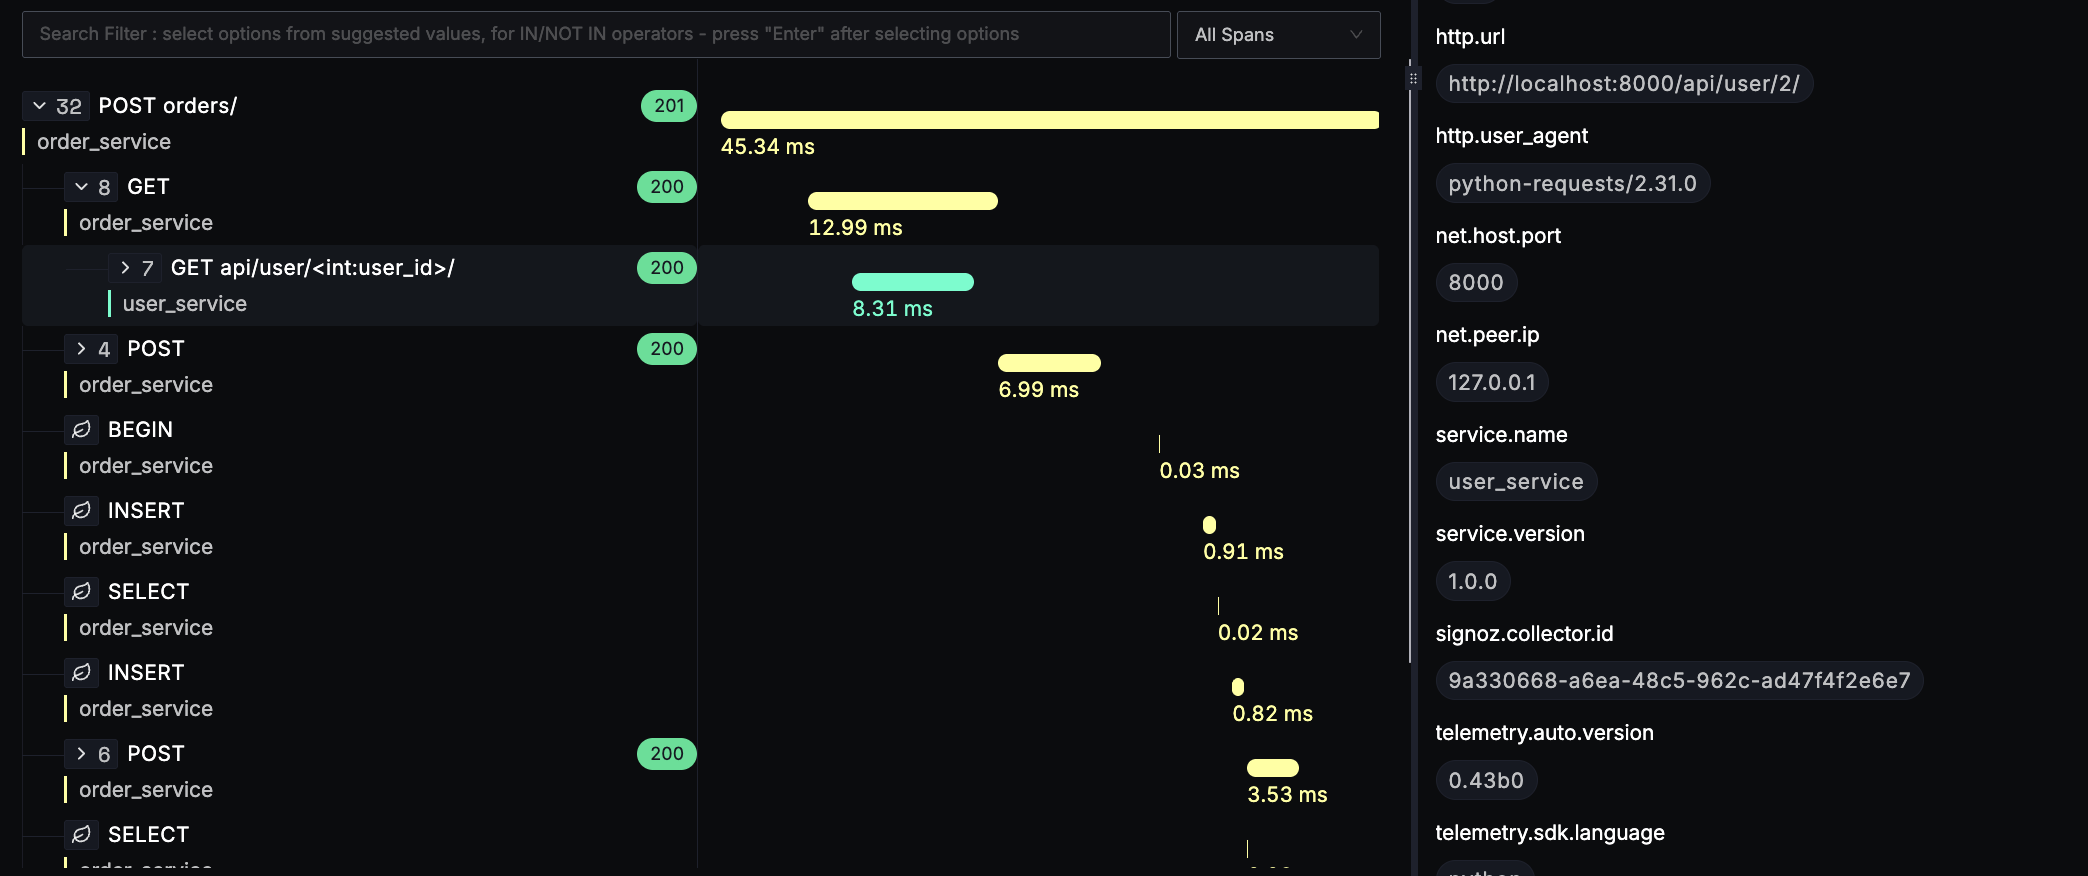 Search Filter : select options from suggested values, for IN/NOT IN operators - press "Enter" after selecting options
All Spans
32 POST orders/ 201
order_service
45.34 ms
8 GET 200
order_service
12.99 ms
7 GET api/user/<int:user_id>/ 200
user_service
8.31 ms
4 POST 200
order_service
6.99 ms
BEGIN
order_service
0.03 ms
INSERT
order_service
0.91 ms
SELECT
order_service
0.02 ms
INSERT
order_service
0.82 ms
6 POST 200
order_service
3.53 ms
SELECT
http.url
http://localhost:8000/api/user/2/
http.user_agent
python-requests/2.31.0
net.host.port
8000
net.peer.ip
127.0.0.1
service.name
user_service
service.version
1.0.0
signoz.collector.id
9a330668-a6ea-48c5-962c-ad47f4f2e6e7
telemetry.auto.version
0.43b0
telemetry.sdk.language
python